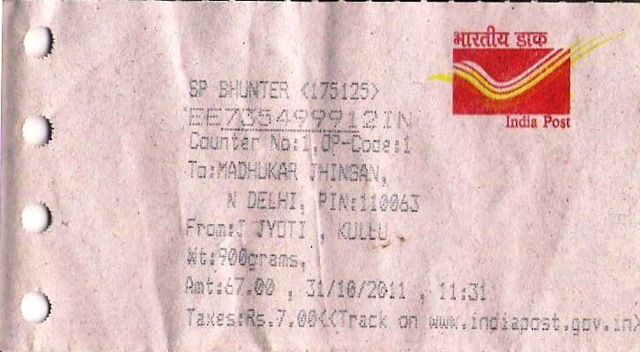 भारतीय डाक
India Post
SP BHUNTER <175125>
EE735499912IN
Counter No:1,OP-Code:1
To:MADHUKAR JHINGAN,
N DELHI, PIN:110063
From:J JYOTI , KULLU
Wt:900grams,
Amt:67.00 , 31/10/2011 , 11:31
Taxes:Rs.7.00<<Track on www.indiapost.gov.in>